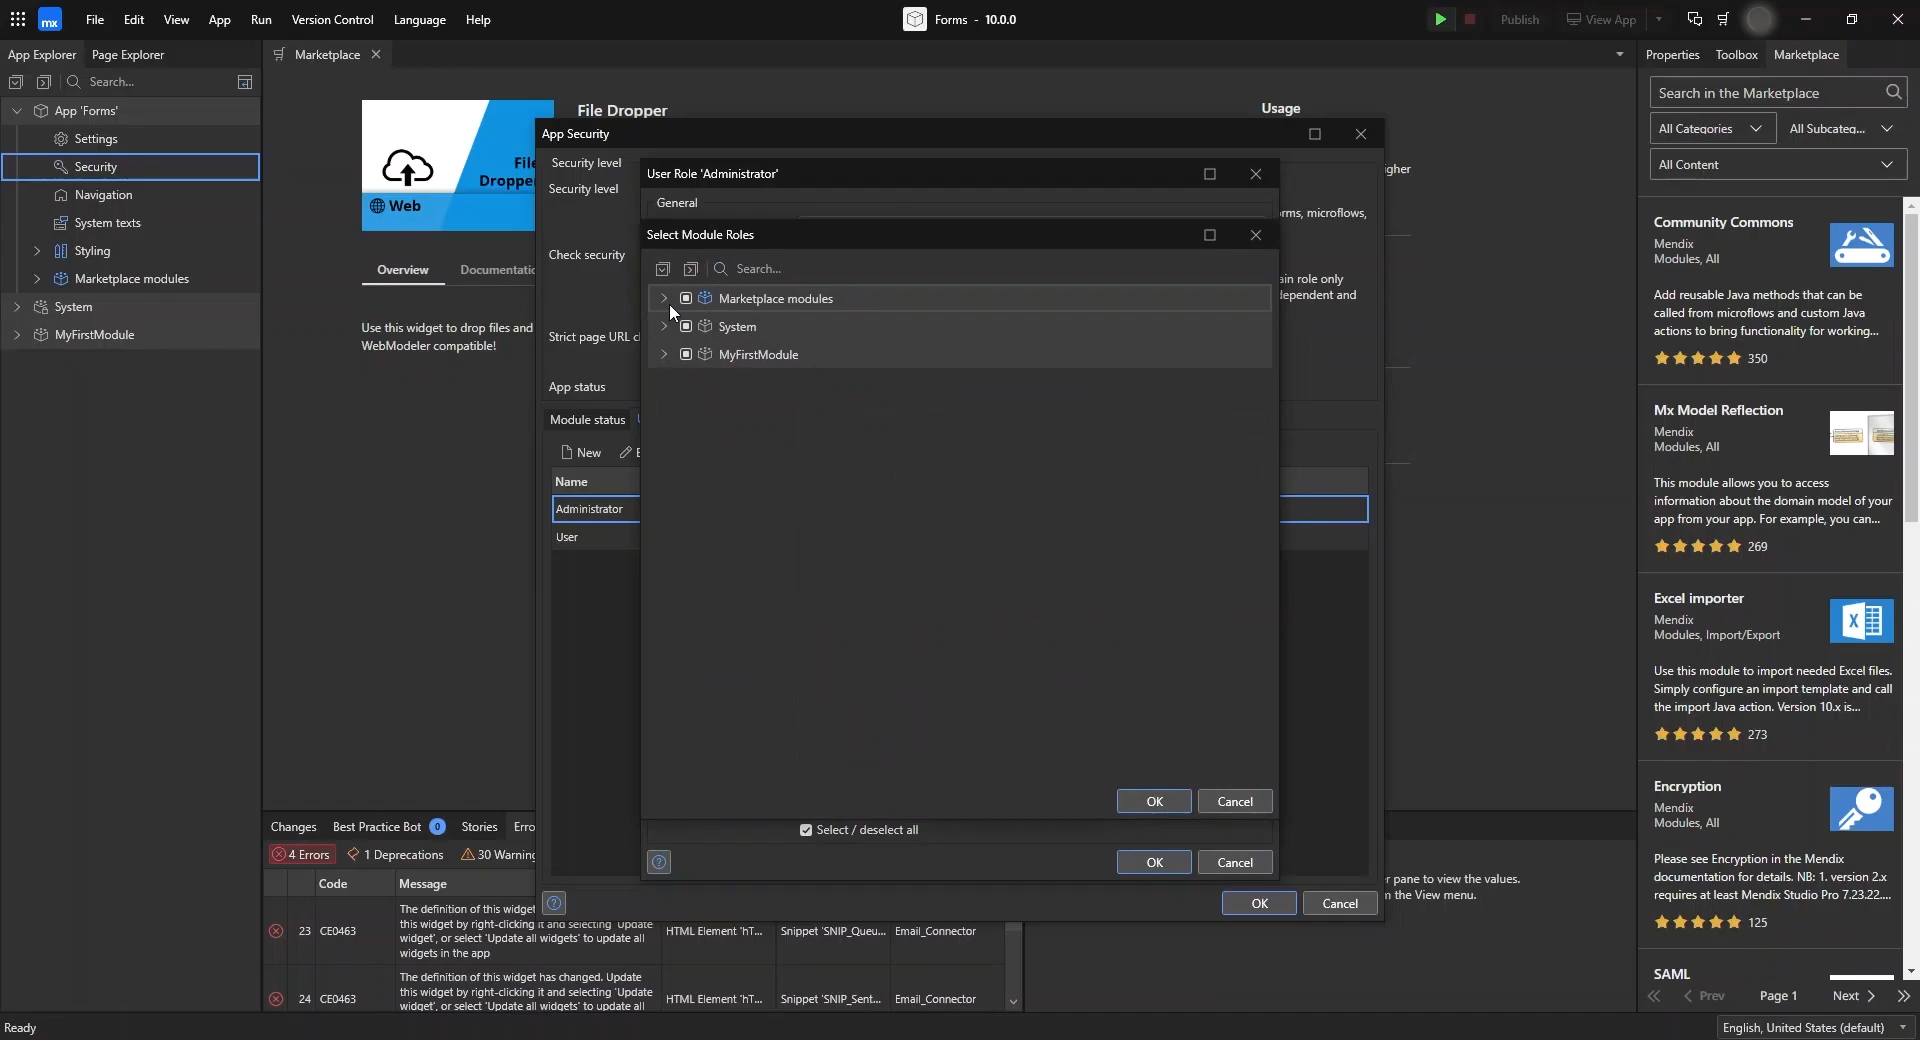 mx
File
Edit
View
App
Run
Version Control
Language
Help
Forms - 10.0.0
Publish
View App
App Explorer
Page Explorer
Marketplace
Properties
Toolbox
Marketplace
Search...
App 'Forms'
Settings
Security
Navigation
System texts
Styling
Marketplace modules
System
MyFirstModule
File Dropper
Usage
File
Dropper
Web
Overview
Use this widget to drop files and
WebModeler compatible!
App Security
Security level
Security level
Check security
Strict page URL
App status
Module status
New
Name
Administrator
User
User Role 'Administrator'
General
Select Module Roles
Search...
Marketplace modules
System
MyFirstModule
OK
Cancel
Select / deselect all
OK
Cancel
OK
Cancel
microflows,
role only
and
pane to view the values.
the View menu.
Search in the Marketplace
All Categories
All Subcateg...
All Content
Community Commons
Mendix
Modules, All
Add reusable Java methods that can be
called from microflows and custom Java
actions to bring functionality for working...
350
Mx Model Reflection
Mendix
Modules, All
This module allows you to access
information about the domain model of your
app from your app. For example, you can...
269
Excel importer
Mendix
Modules, Import/Export
Use this module to import needed Excel files.
Simply configure an import template and call
the import Java action. Version 10.x is...
273
Encryption
Mendix
Modules, All
Please see Encryption in the Mendix
documentation for details. NB: 1. version 2.x
requires at least Mendix Studio Pro 7.23.22....
125
SAML
Prev
Page 1
Next
Changes
Best Practice Bot 0
Stories
4 Errors
1 Deprecations
30
Code
Message
23 CE0463
The definition of this widget
this widget by right-clicking it and selecting 'Update
widget', or select 'Update all widgets' to update all
widgets in the app
HTML Element 'hT...
Snippet 'SNIP_Queu...
Email_Connector
24 CE0463
The definition of this widget has changed. Update
this widget by right-clicking it and selecting 'Update
widget', or select 'Update all widgets' to update all
HTML Element 'hT...
Snippet 'SNIP_Sent...
Email_Connector
Ready
English, United States (default)